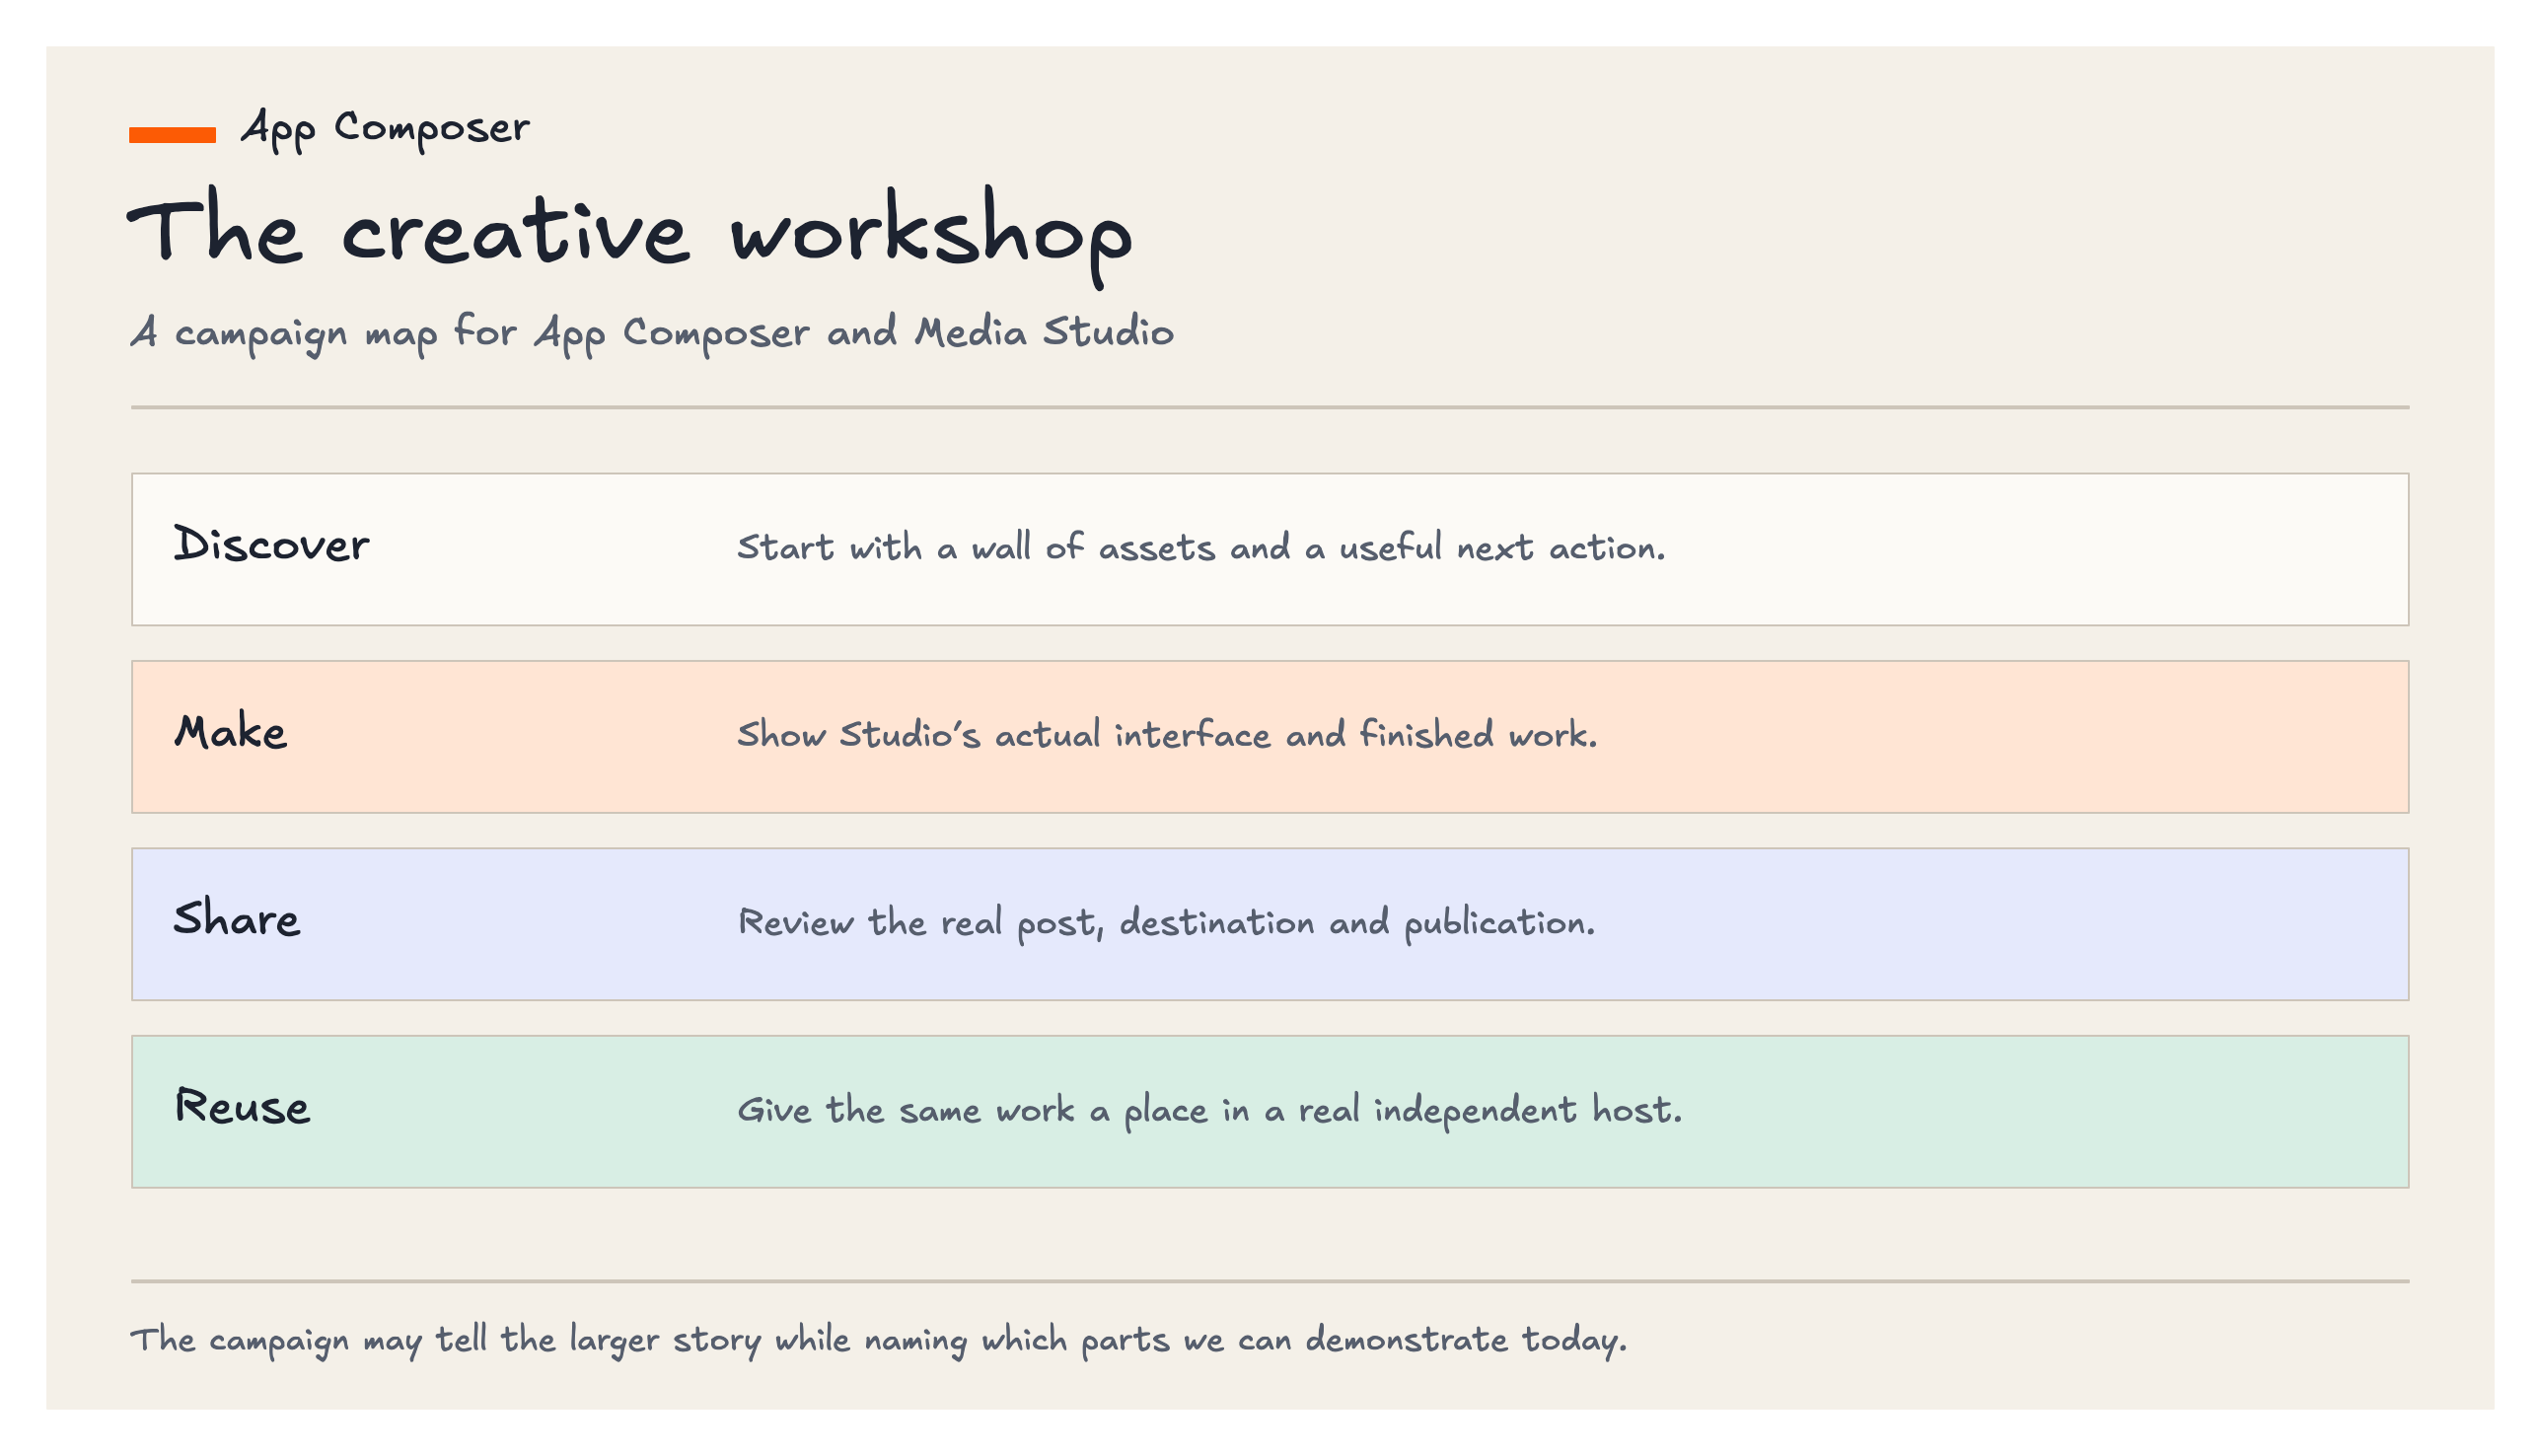 App Composer
The creative workshop
A campaign map for App Composer and Media Studio
Discover
Start with a wall of assets and a useful next action.
Make
Show Studio's actual interface and finished work.
Share
Review the real post, destination and publication.
Reuse
Give the same work a place in a real independent host.
The campaign may tell the larger story while naming which parts we can demonstrate today.